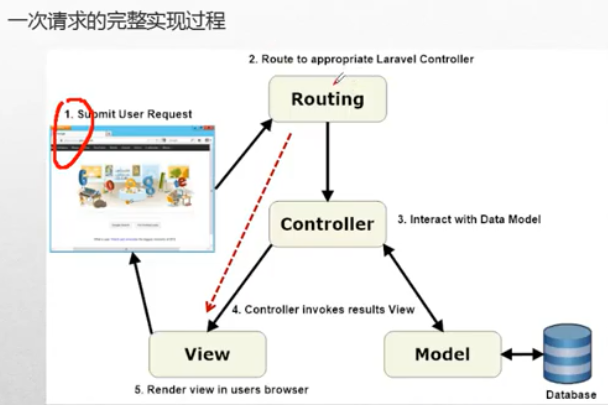 一次请求的完整实现过程
2. Route to appropriate Laravel Controller
1. Submit User Request
Routing
Google
Controller
3. Interact with Data Model
4. Controller invokes results View
View
Model
5. Render view in users browser
Database